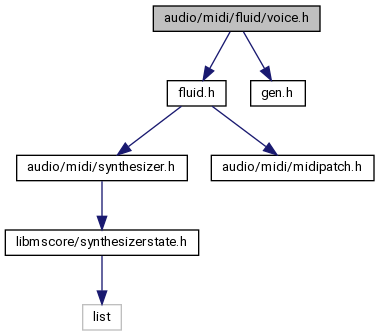 audio/midi/fluid/voice.h
fluid.h
gen.h
audio/midi/synthesizer.h
audio/midi/midipatch.h
libmscore/synthesizerstate.h
list